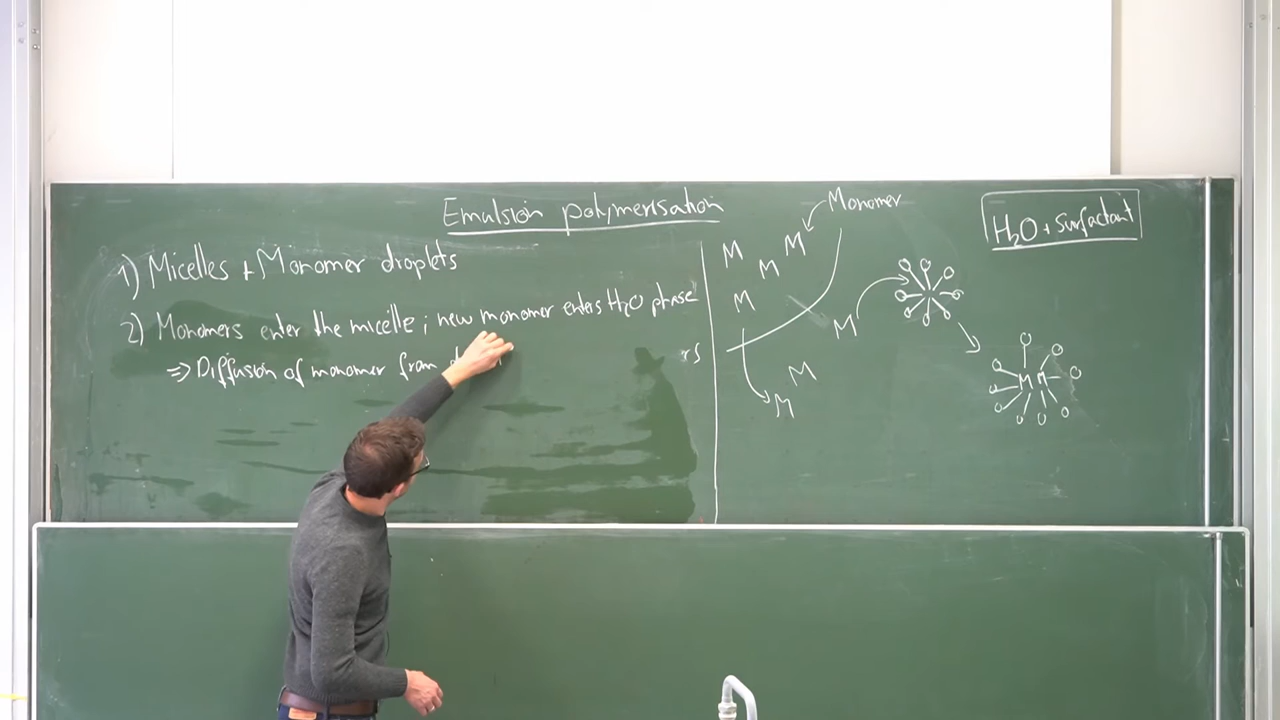 Emulsion polymerisation
1) Micelles + Monomer droplets
2) Monomers enter the micelle ; new monomer enters H2O phase
=> Diffusion of monomer from
rs
Monomer
H2O + Surfactant
M
M
M
M
M
M
M
M M